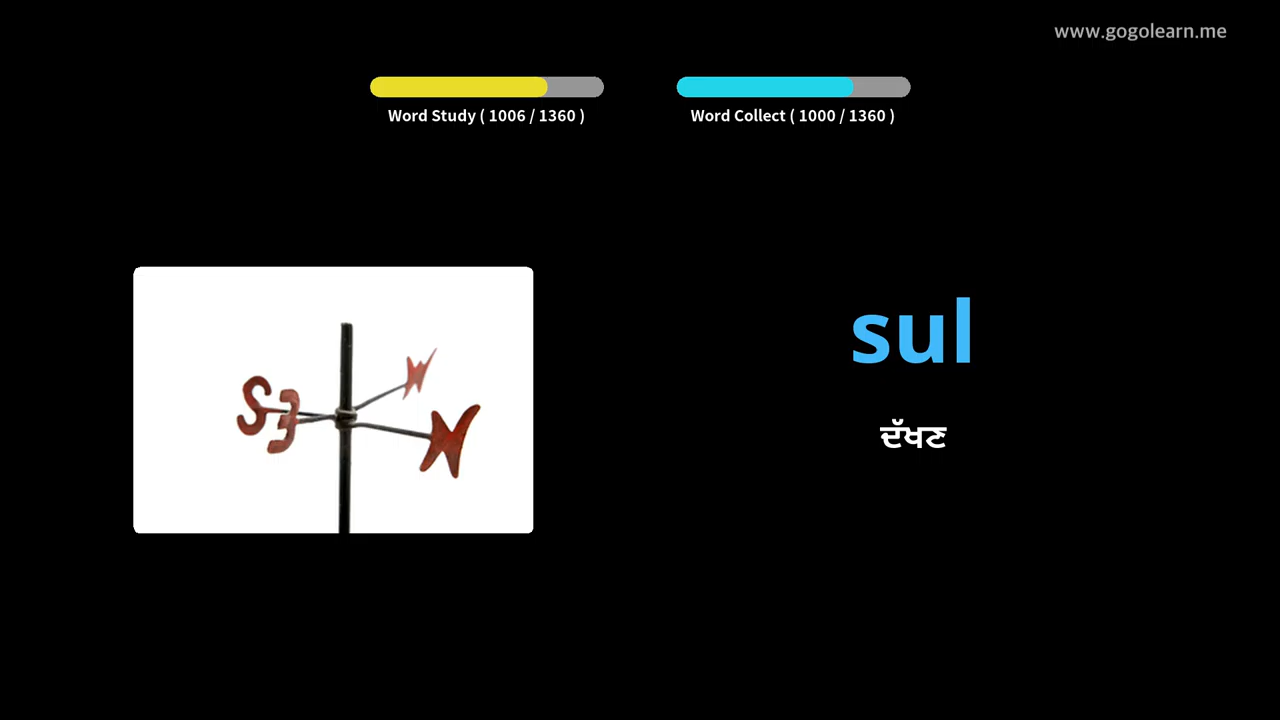 www.gogolearn.me
Word Study ( 1006 / 1360 )
Word Collect ( 1000 / 1360 )
S E N N
sul
ਦੱਖਣ